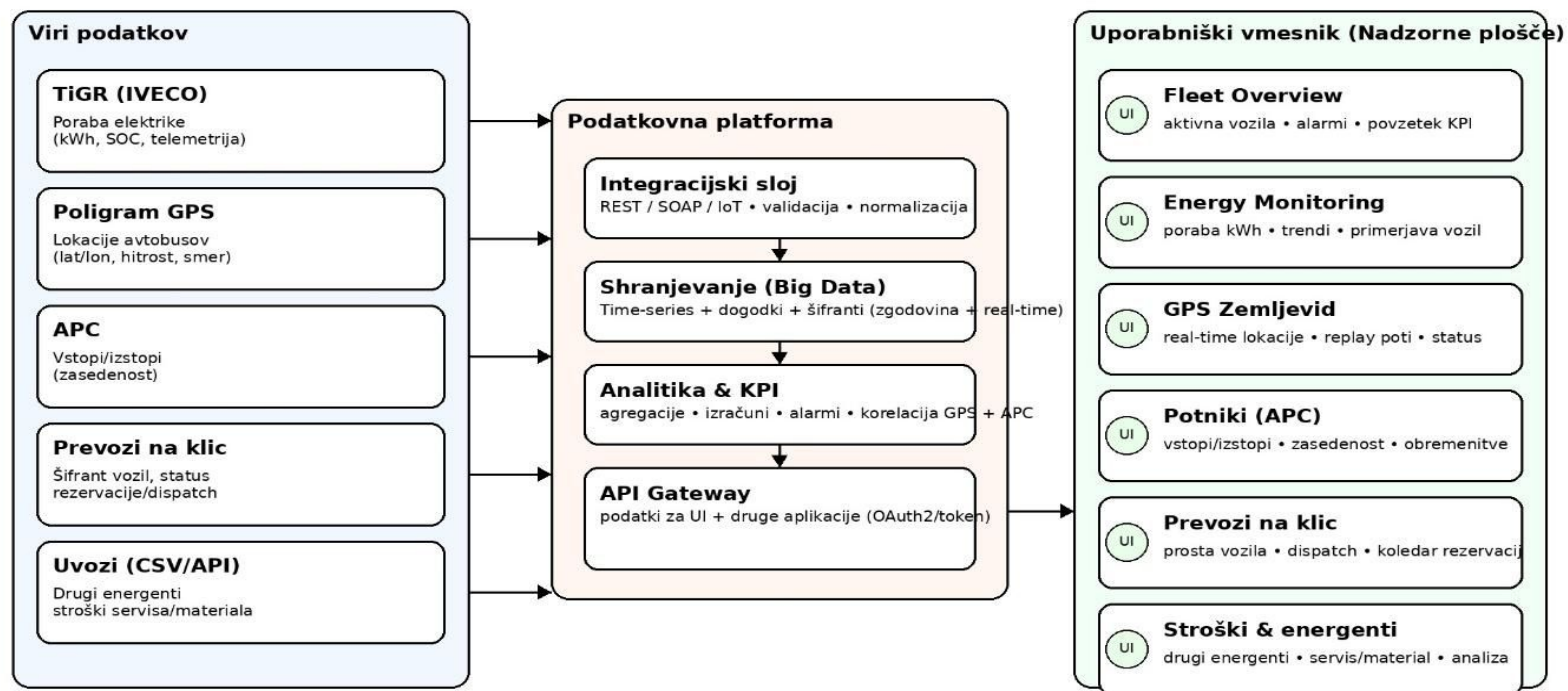 Viri podatkov
TiGR (IVECO)
Poraba elektrike
(kWh, SOC, telemetrija)
Poligram GPS
Lokacije avtobusov
(lat/lon, hitrost, smer)
APC
Vstopi/izstopi
(zasedenost)
Prevozi na klic
Šifrant vozil, status
rezervacije/dispatch
Uvozi (CSV/API)
Drugi energenti
stroški servisa/materiala
Podatkovna platforma
Integracijski sloj
REST / SOAP / IoT • validacija • normalizacija
Shranjevanje (Big Data)
Time-series + dogodki + šifranti (zgodovina + real-time)
Analitika & KPI
agregacije • izračuni • alarmi • korelacija GPS + APC
API Gateway
podatki za UI + druge aplikacije (OAuth2/token)
Uporabniški vmesnik (Nadzorne plošče)
UI
Fleet Overview
aktivna vozila • alarmi • povzetek KPI
UI
Energy Monitoring
poraba kWh • trendi • primerjava vozil
UI
GPS Zemljevid
real-time lokacije • replay poti • status
UI
Potniki (APC)
vstopi/izstopi • zasedenost • obremenitve
UI
Prevozi na klic
prosta vozila • dispatch • koledar rezervacij
UI
Stroški & energenti
drugi energenti • servis/material • analiza